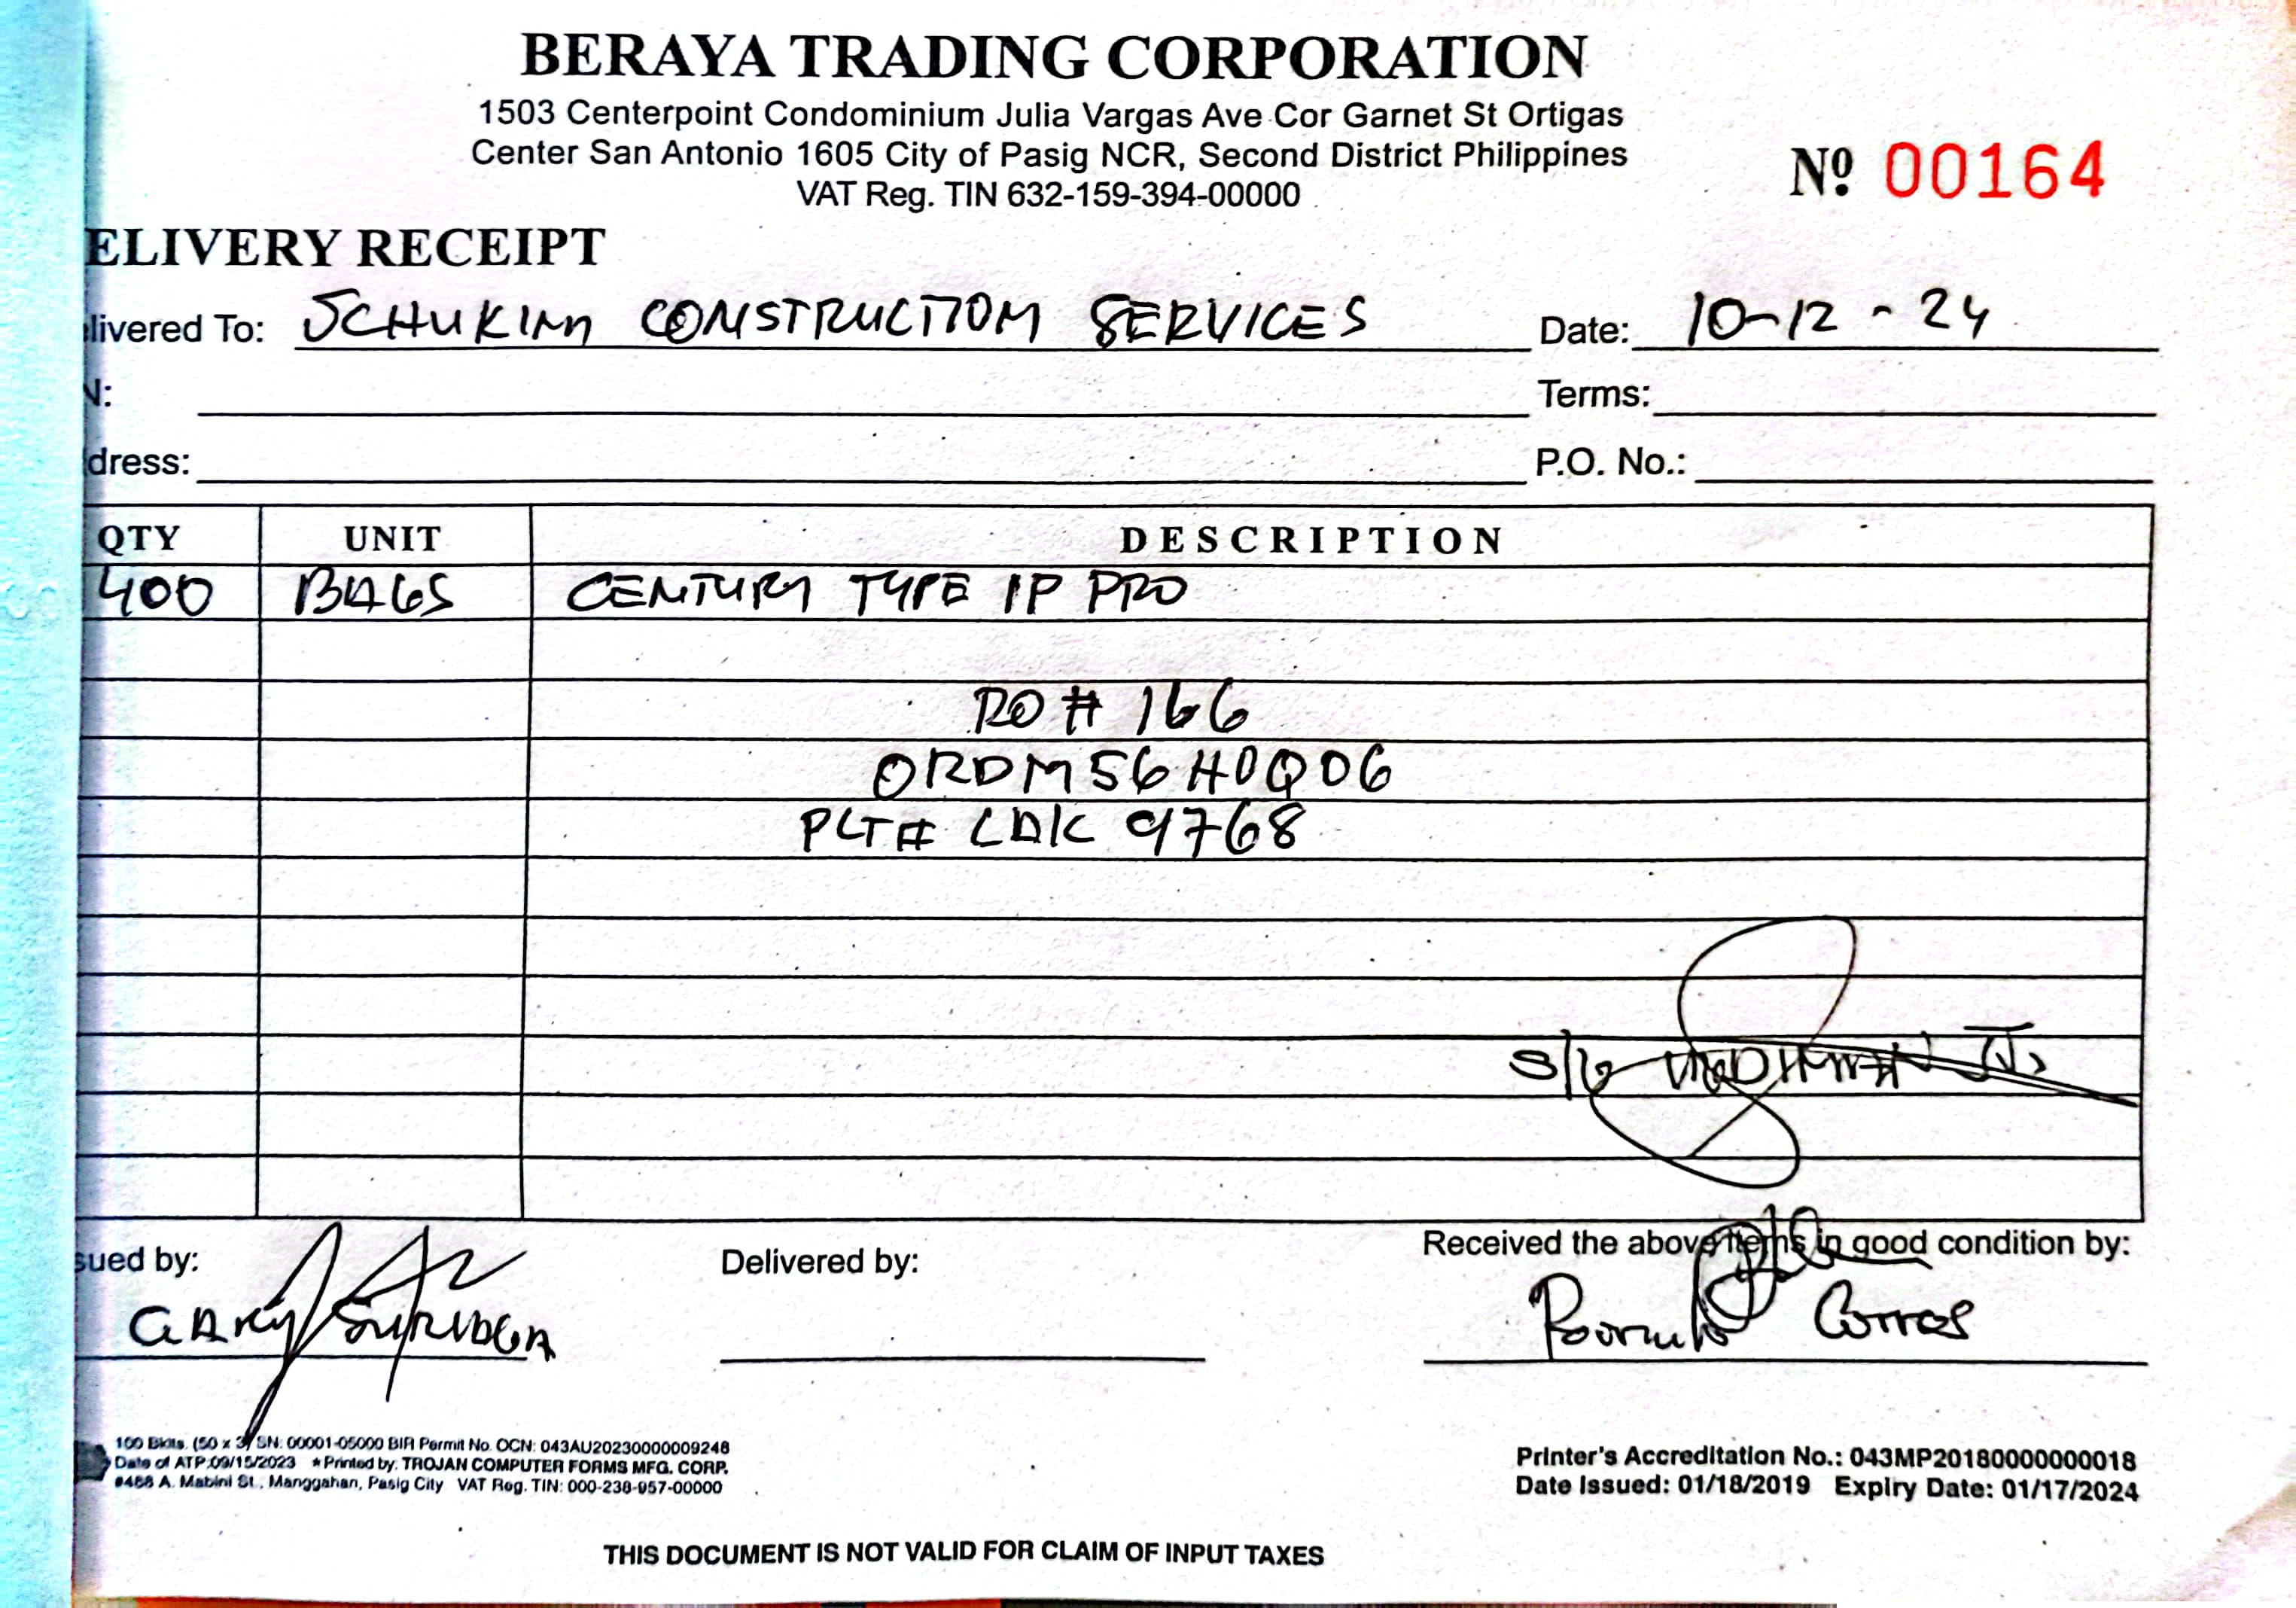 BERAYA TRADING CORPORATION
1503 Centerpoint Condominium Julia Vargas Ave Cor Garnet St Ortigas
Center San Antonio 1605 City of Pasig NCR, Second District Philippines
VAT Reg. TIN 632-159-394-00000
Nº 00164
ELIVERY RECEIPT
livered To: SCHUKIM CONSTRUCTION SERVICES Date: 10-12-24
N: Terms:
dress: P.O. No.:
QTY UNIT DESCRIPTION
400 BAGS CENTURY TYPE 1P PRO
RO # 166
ORDM56H0Q06
PLT# LAK 9768
S/G
sued by: Delivered by: Received the above items in good condition by:
GARY
100 Bklts. (50 x 3) SN: 00001-05000 BIR Permit No. OCN: 043AU20230000009248
Date of ATP:09/15/2023 * Printed by: TROJAN COMPUTER FORMS MFG. CORP.
#488 A. Mabini St., Manggahan, Pasig City VAT Reg. TIN: 000-238-957-00000
Printer's Accreditation No.: 043MP20180000000018
Date Issued: 01/18/2019 Expiry Date: 01/17/2024
THIS DOCUMENT IS NOT VALID FOR CLAIM OF INPUT TAXES